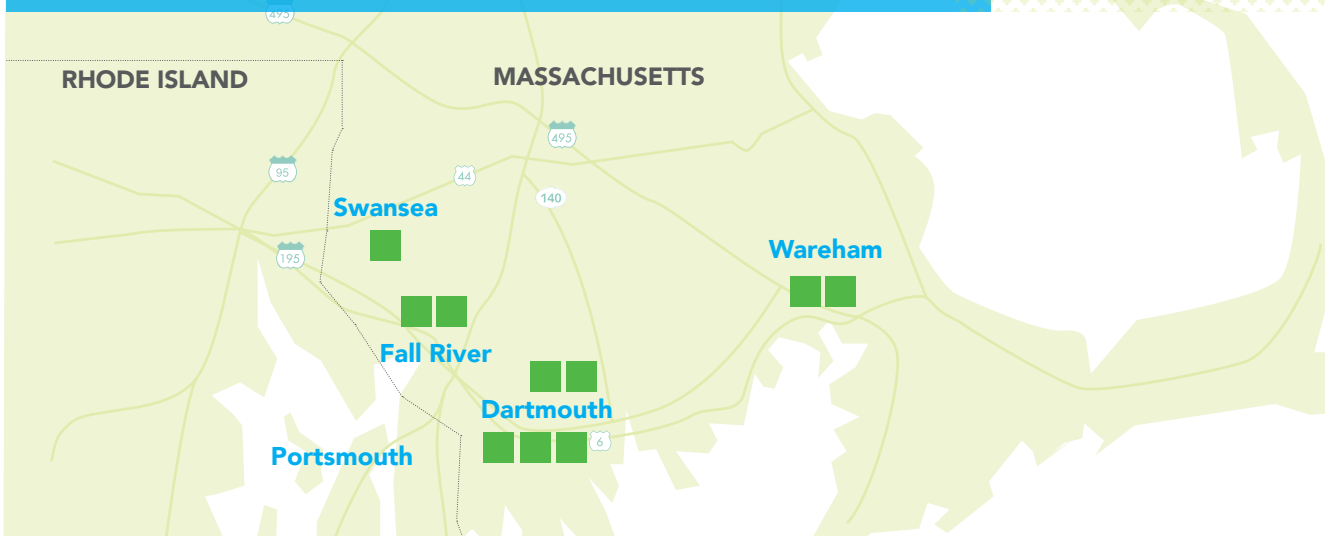 495
RHODE ISLAND
MASSACHUSETTS
495
95
44
140
Swansea
195
Wareham
Fall River
Dartmouth
6
Portsmouth